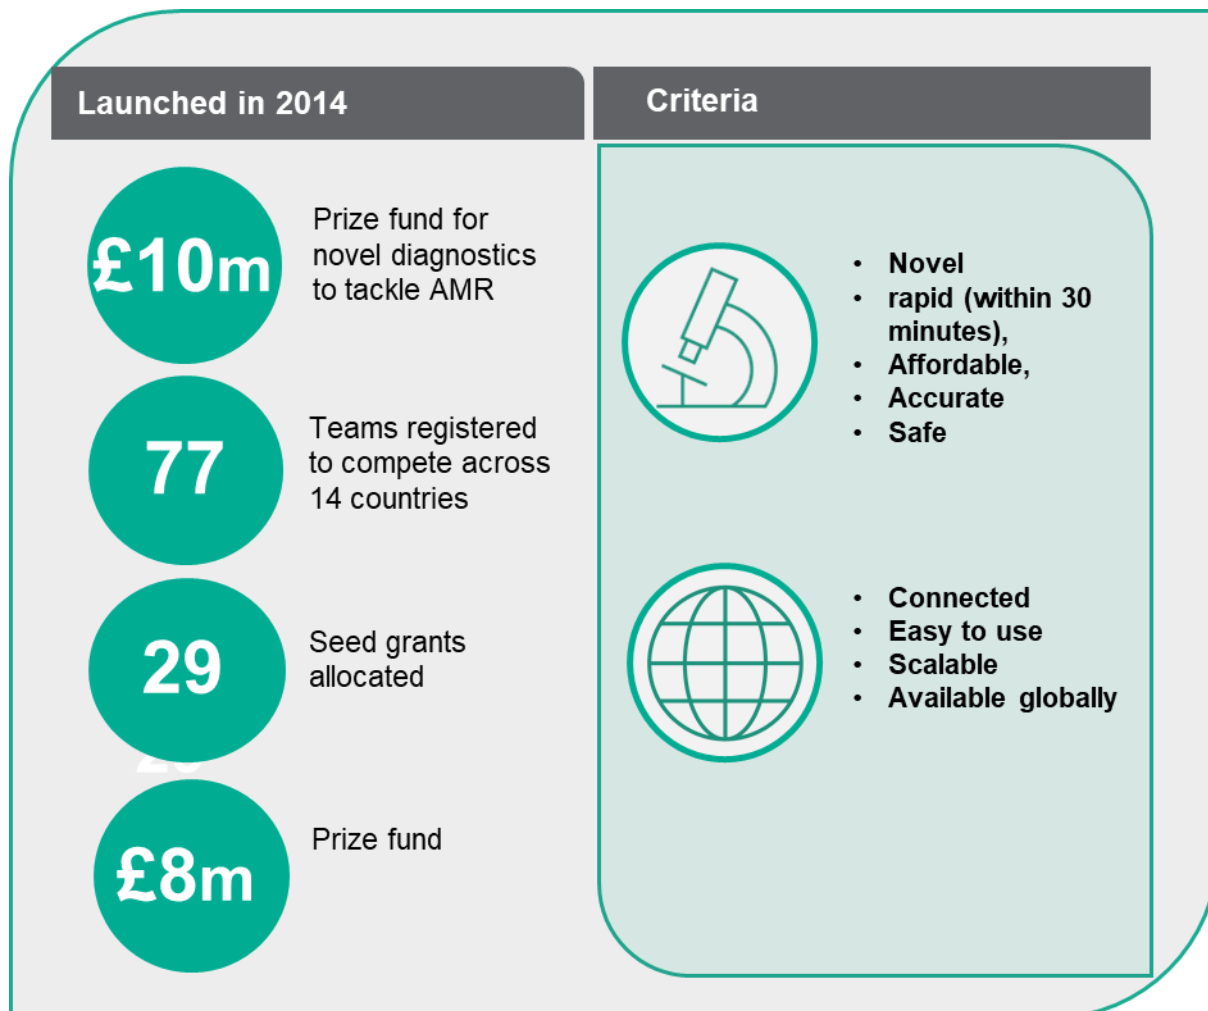 Launched in 2014
£10m
Prize fund for
novel diagnostics
to tackle AMR
77
Teams registered
to compete across
14 countries
29
Seed grants
allocated
£8m
Prize fund
Criteria
• Novel
• rapid (within 30
minutes),
• Affordable,
• Accurate
• Safe
• Connected
• Easy to use
• Scalable
• Available globally